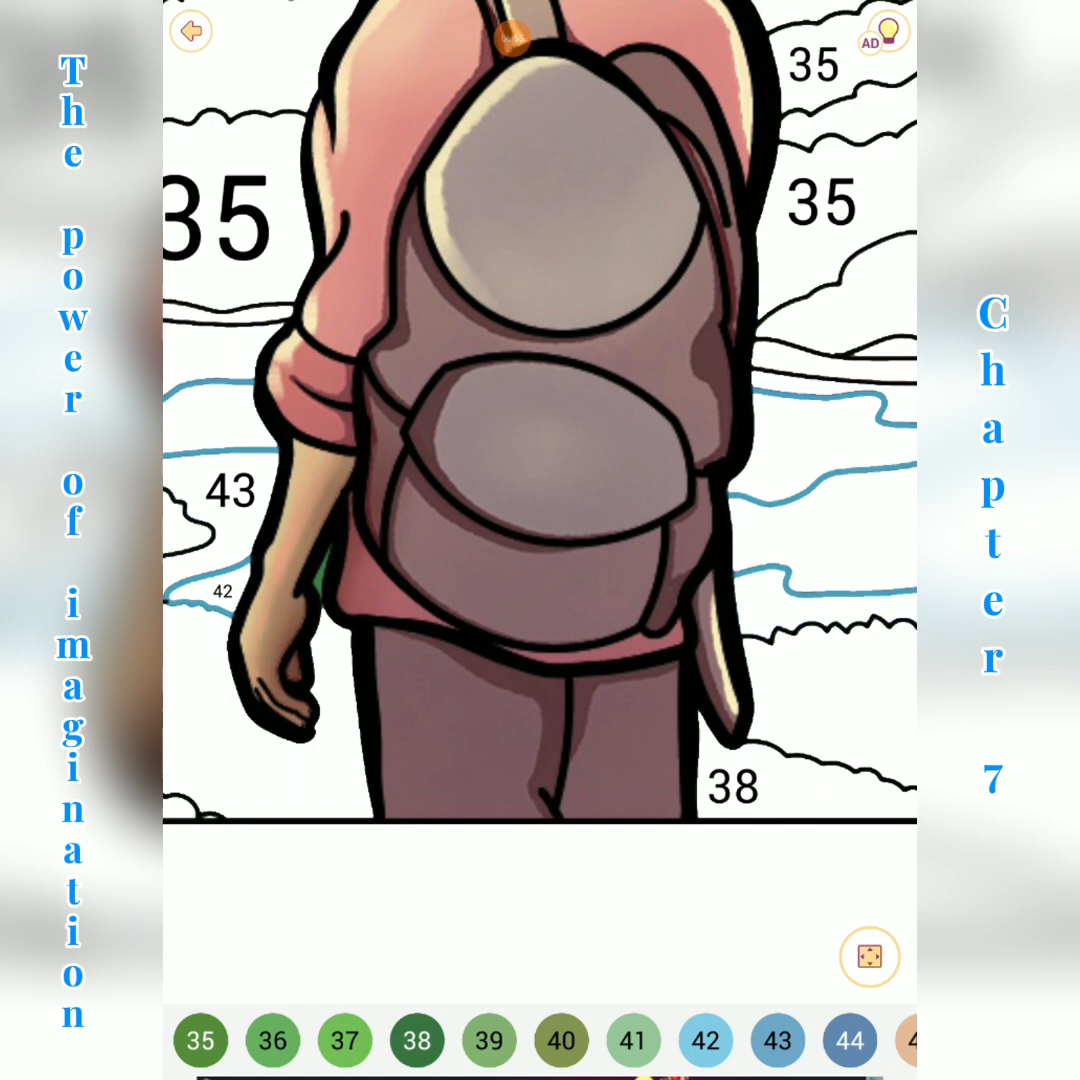 The power of imagination
AD
35
35
35
43
42
38
Chapter 7
35 36 37 38 39 40 41 42 43 44